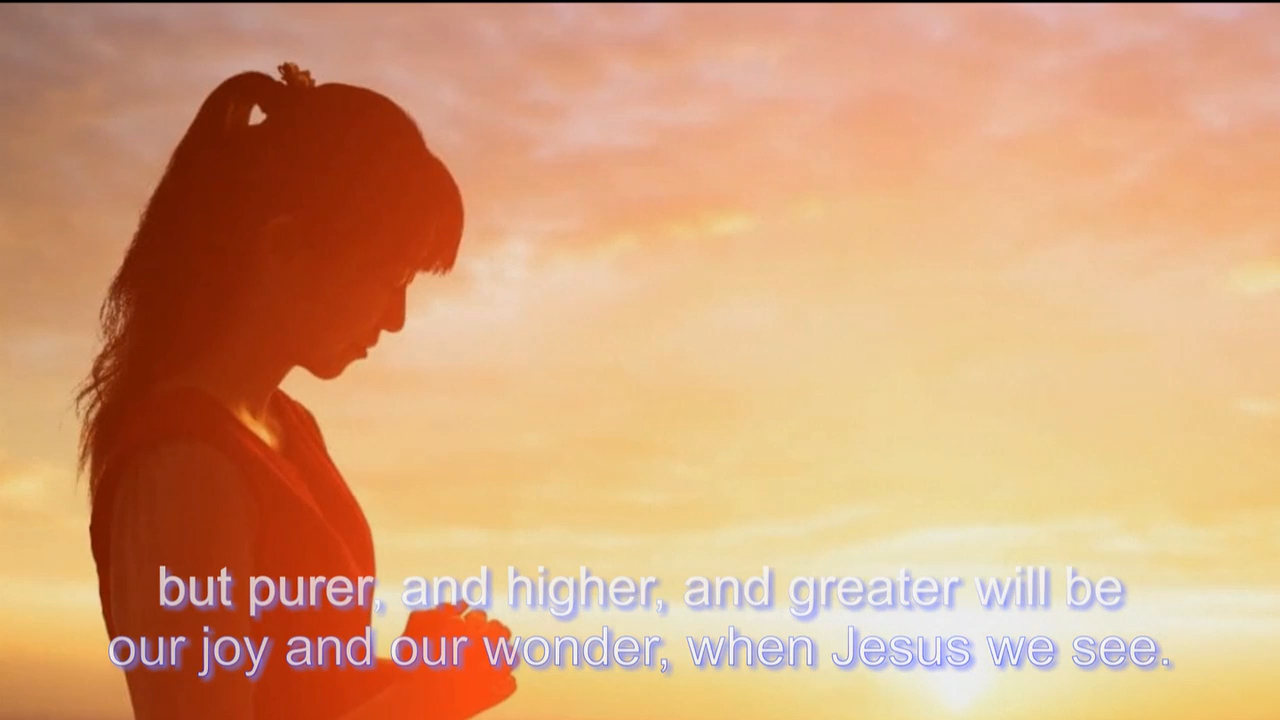 but purer, and higher, and greater will be
our joy and our wonder, when Jesus we see.